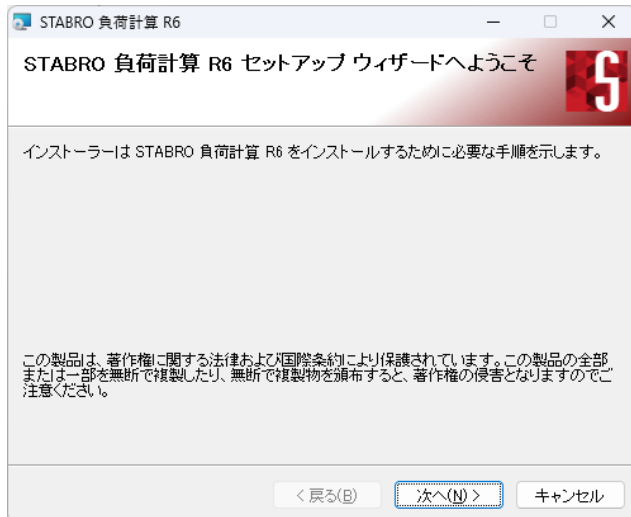 STABRO 負荷計算 R6
STABRO 負荷計算 R6 セットアップ ウィザードへようこそ
インストーラーは STABRO 負荷計算 R6 をインストールするために必要な手順を示します。
この製品は、著作権に関する法律および国際条約により保護されています。この製品の全部
または一部を無断で複製したり、無断で複製物を頒布すると、著作権の侵害となりますのでご
注意ください。
< 戻る(B)
次へ(N) >
キャンセル